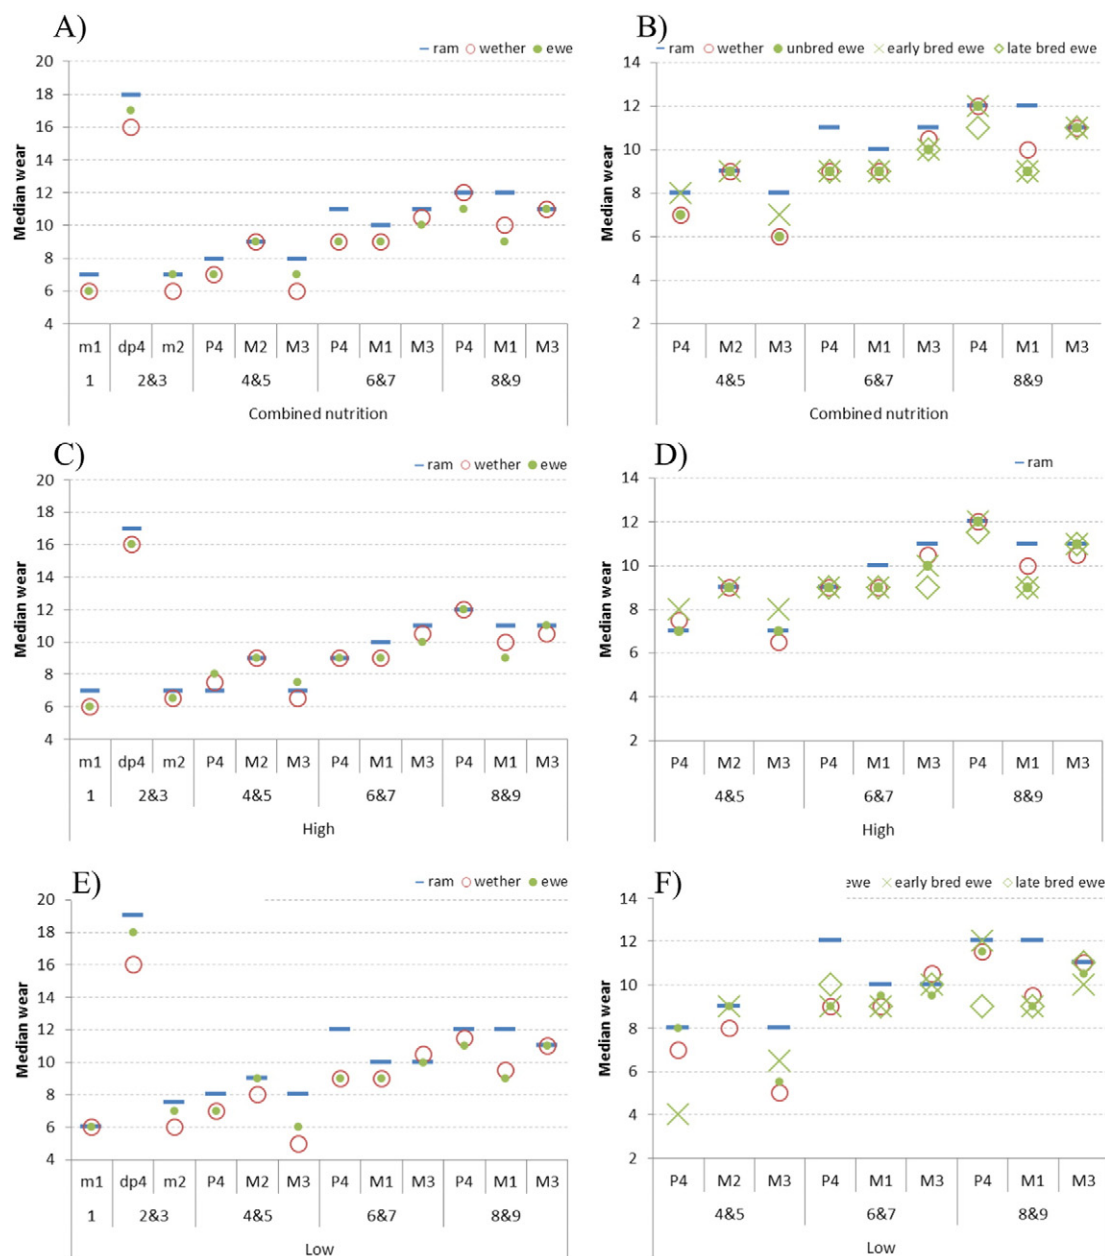 A)
ram wether ewe
Median wear
20
18
16
14
12
10
8
6
4
m1 dp4 m2 P4 M2 M3 P4 M1 M3 P4 M1 M3
1 2&3 4&5 6&7 8&9
Combined nutrition
B)
ram wether unbred ewe early bred ewe late bred ewe
Median wear
14
12
10
8
6
4
2
P4 M2 M3 P4 M1 M3 P4 M1 M3
4&5 6&7 8&9
Combined nutrition
C)
ram wether ewe
Median wear
20
18
16
14
12
10
8
6
4
m1 dp4 m2 P4 M2 M3 P4 M1 M3 P4 M1 M3
1 2&3 4&5 6&7 8&9
High
D)
ram
Median wear
14
12
10
8
6
4
2
P4 M2 M3 P4 M1 M3 P4 M1 M3
4&5 6&7 8&9
High
E)
ram wether ewe
Median wear
20
18
16
14
12
10
8
6
4
m1 dp4 m2 P4 M2 M3 P4 M1 M3 P4 M1 M3
1 2&3 4&5 6&7 8&9
Low
F)
ewe early bred ewe late bred ewe
Median wear
14
12
10
8
6
4
2
P4 M2 M3 P4 M1 M3 P4 M1 M3
4&5 6&7 8&9
Low